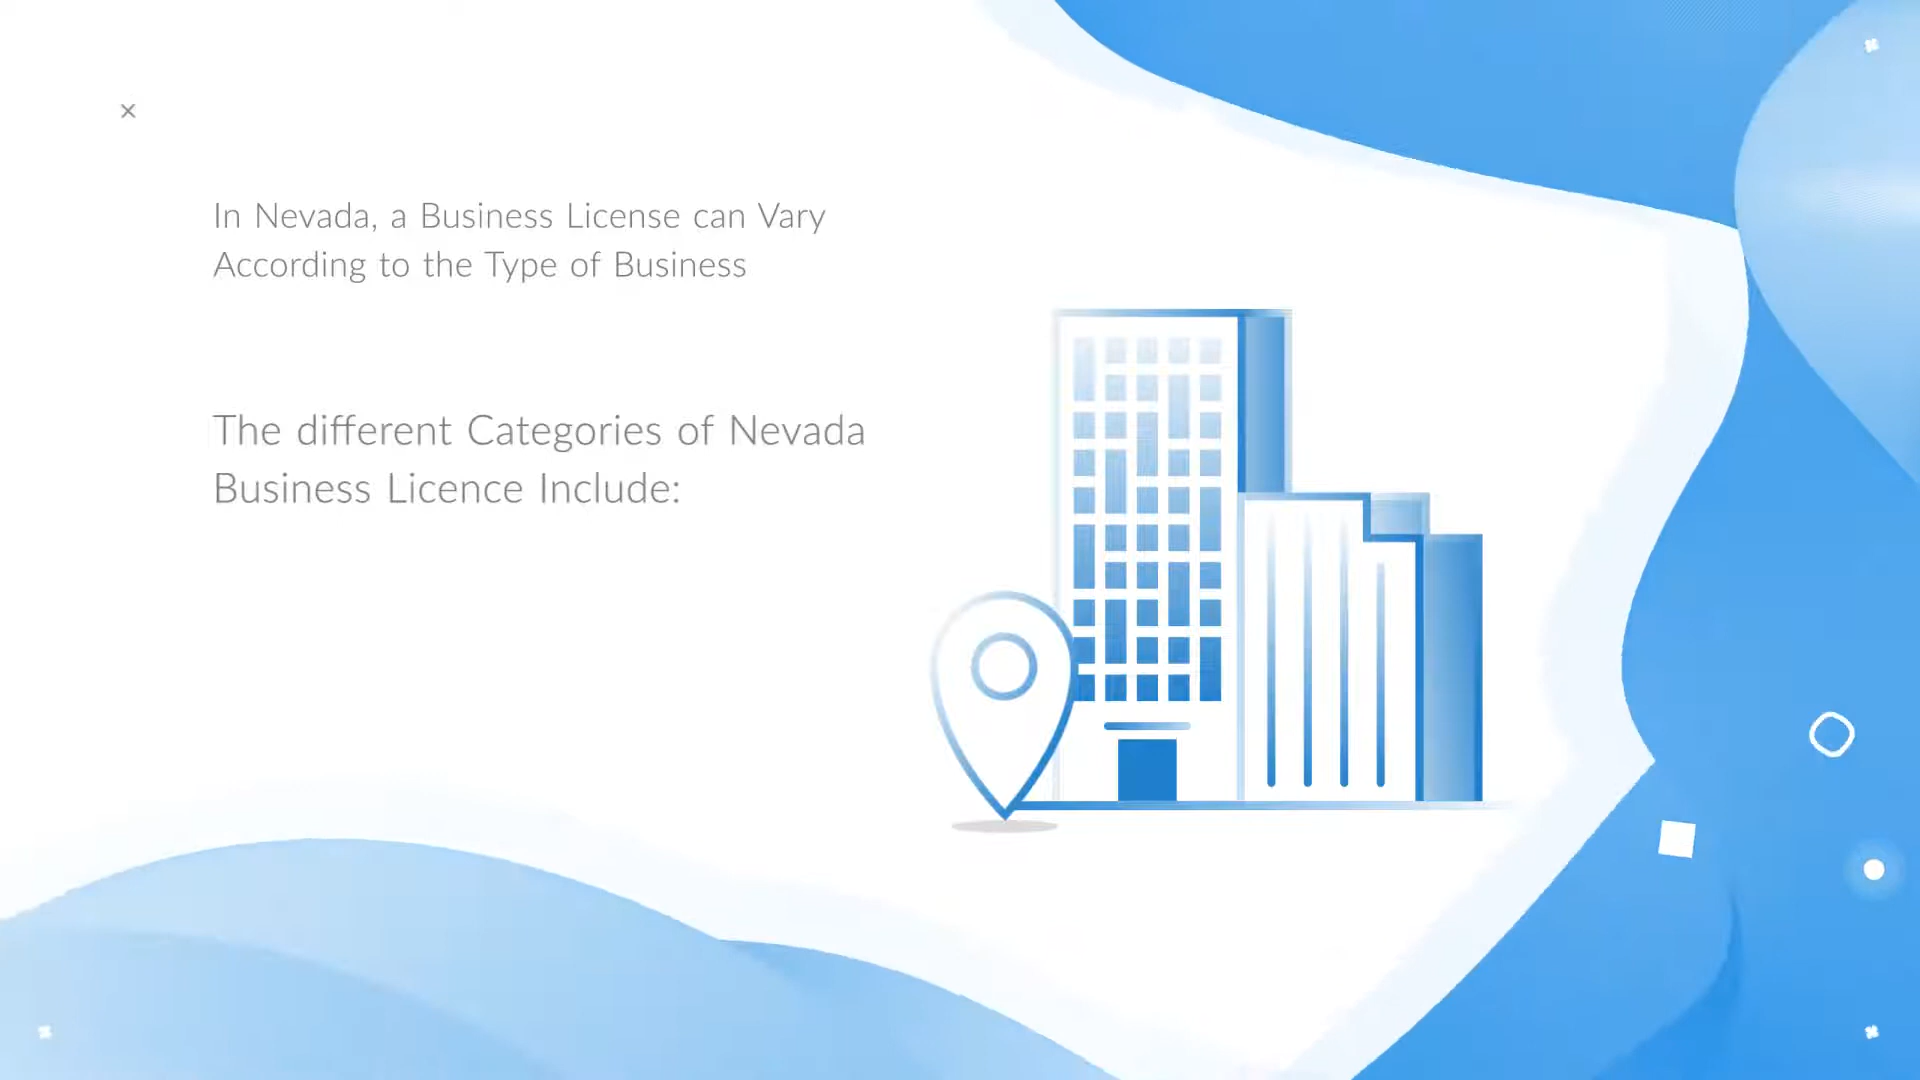 In Nevada, a Business License can Vary
According to the Type of Business
The different Categories of Nevada
Business Licence Include: